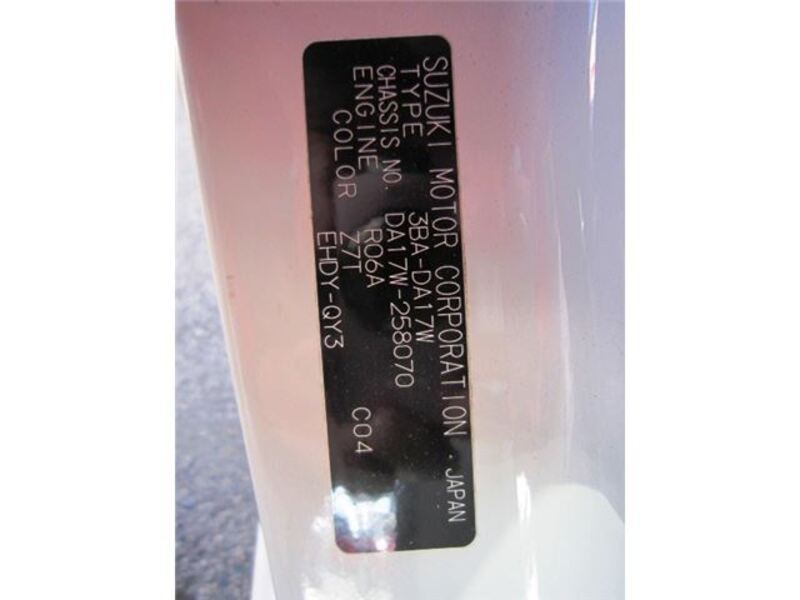 SUZUKI MOTOR CORPORATION . JAPAN
TYPE 3BA-DA17W
CHASSIS NO. DA17W-258070
ENGINE R06A
COLOR Z7T C04
EHDY-QY3